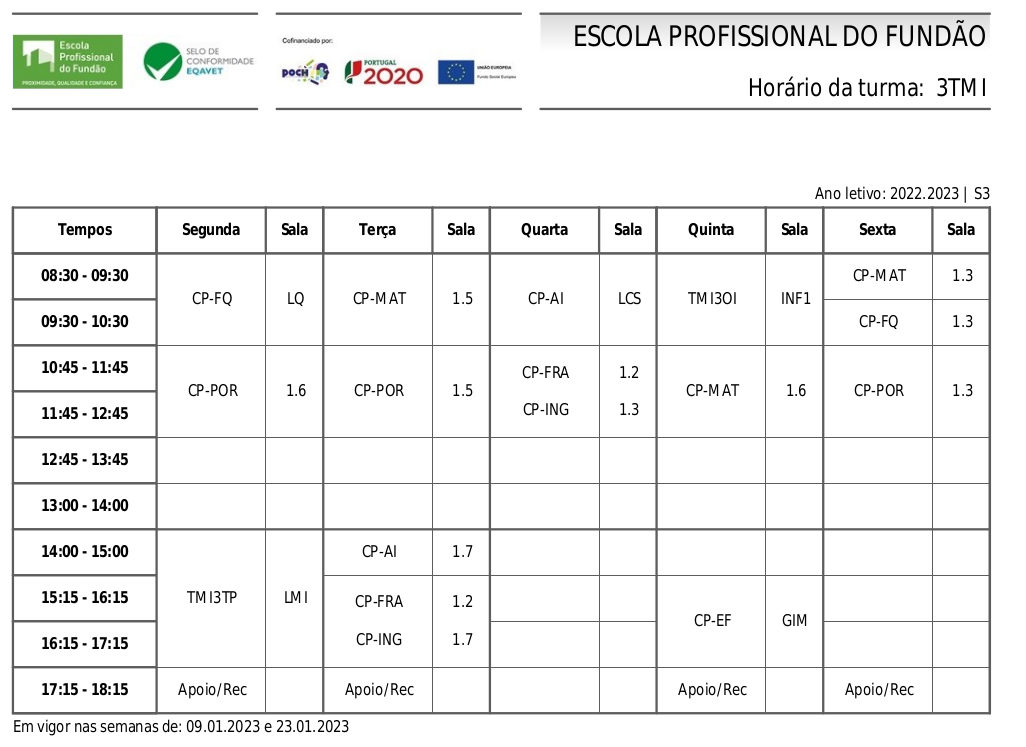 Escola
Profissional
do Fundão
PROXIMIDADE, QUALIDADE e CONFIANÇA
SELO DE
CONFORMIDADE
EQAVET
Cofinanciado por:
POCH
PORTUGAL
2020
UNIÃO EUROPEIA
Fundo Social Europeu
ESCOLA PROFISSIONAL DO FUNDÃO
Horário da turma: 3TMI
Ano letivo: 2022.2023 | S3
Tempos Segunda Sala Terça Sala Quarta Sala Quinta Sala Sexta Sala
08:30 - 09:30 CP-MAT 1.3
CP-FQ LQ CP-MAT 1.5 CP-AI LCS TMI3OI INF1
09:30 - 10:30 CP-FQ 1.3
10:45 - 11:45 CP-FRA 1.2
CP-POR 1.6 CP-POR 1.5 CP-MAT 1.6 CP-POR 1.3
11:45 - 12:45 CP-ING 1.3
12:45 - 13:45
13:00 - 14:00
14:00 - 15:00 CP-AI 1.7
15:15 - 16:15 TMI3TP LMI CP-FRA 1.2
CP-EF GIM
16:15 - 17:15 CP-ING 1.7
17:15 - 18:15 Apoio/Rec Apoio/Rec Apoio/Rec Apoio/Rec
Em vigor nas semanas de: 09.01.2023 e 23.01.2023